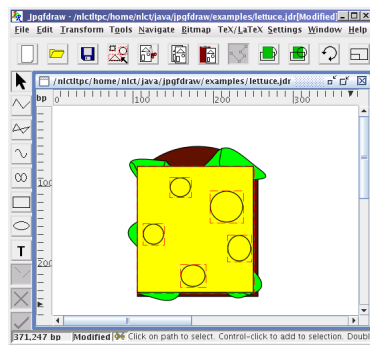 Jpgfdraw - /nlctltpc/home/nlct/java/jpgfdraw/examples/lettuce.jdr[Modified]
File Edit Transform Tools Navigate Bitmap TeX/LaTeX Settings Window Help
/nlctltpc/home/nlct/java/jpgfdraw/examples/lettuce.jdr
bp 0 100 200 300
100
200
T
371,247 bp Modified Click on path to select. Control-click to add to selection. Doubl